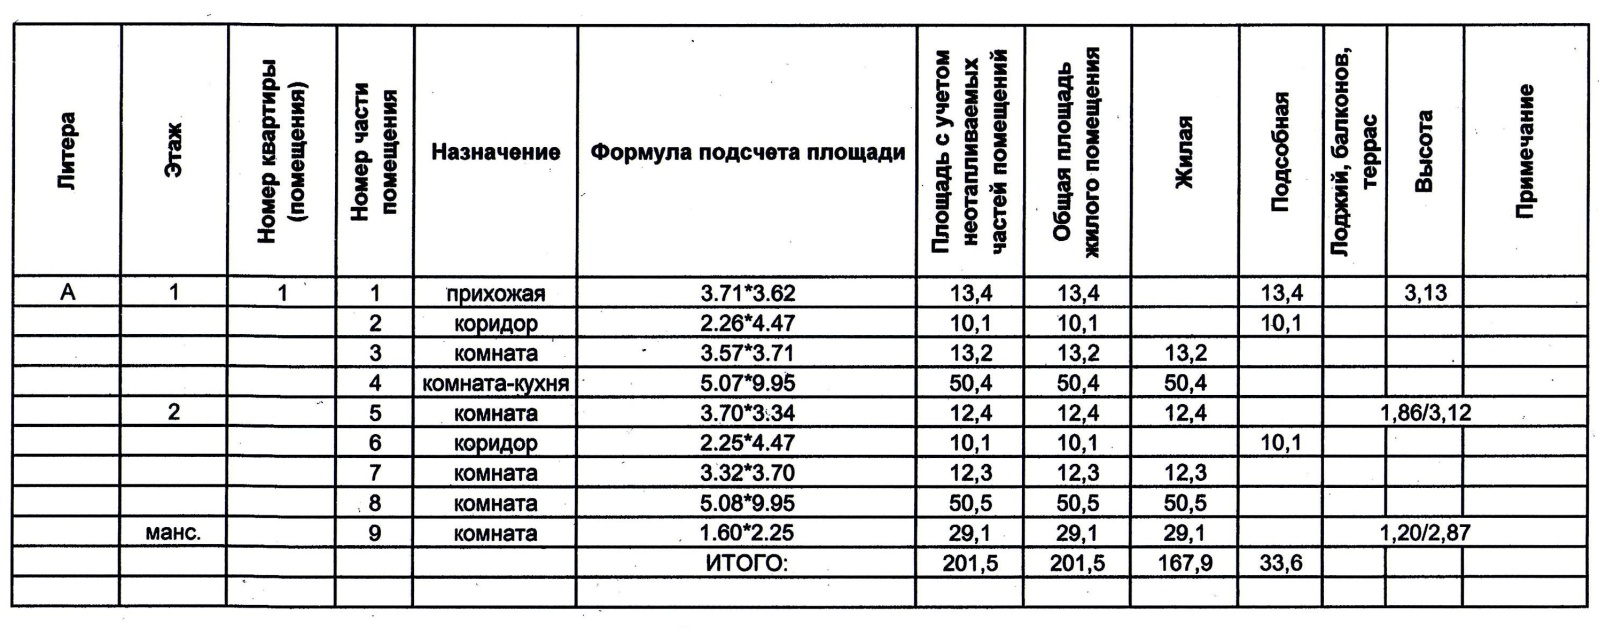 Литера Этаж Номер квартиры (помещения) Номер части помещения Назначение Формула подсчета площади Площадь с учетом неотапливаемых частей помещений Общая площадь жилого помещения Жилая Подсобная Лоджий, балконов, террас Высота Примечание
А 1 1 1 прихожая 3.71*3.62 13,4 13,4 13,4 3,13
2 коридор 2.26*4.47 10,1 10,1 10,1
3 комната 3.57*3.71 13,2 13,2 13,2
4 комната-кухня 5.07*9.95 50,4 50,4 50,4
2 5 комната 3.70*3.34 12,4 12,4 12,4 1,86/3,12
6 коридор 2.25*4.47 10,1 10,1 10,1
7 комната 3.32*3.70 12,3 12,3 12,3
8 комната 5.08*9.95 50,5 50,5 50,5
манс. 9 комната 1.60*2.25 29,1 29,1 29,1 1,20/2,87
ИТОГО: 201,5 201,5 167,9 33,6